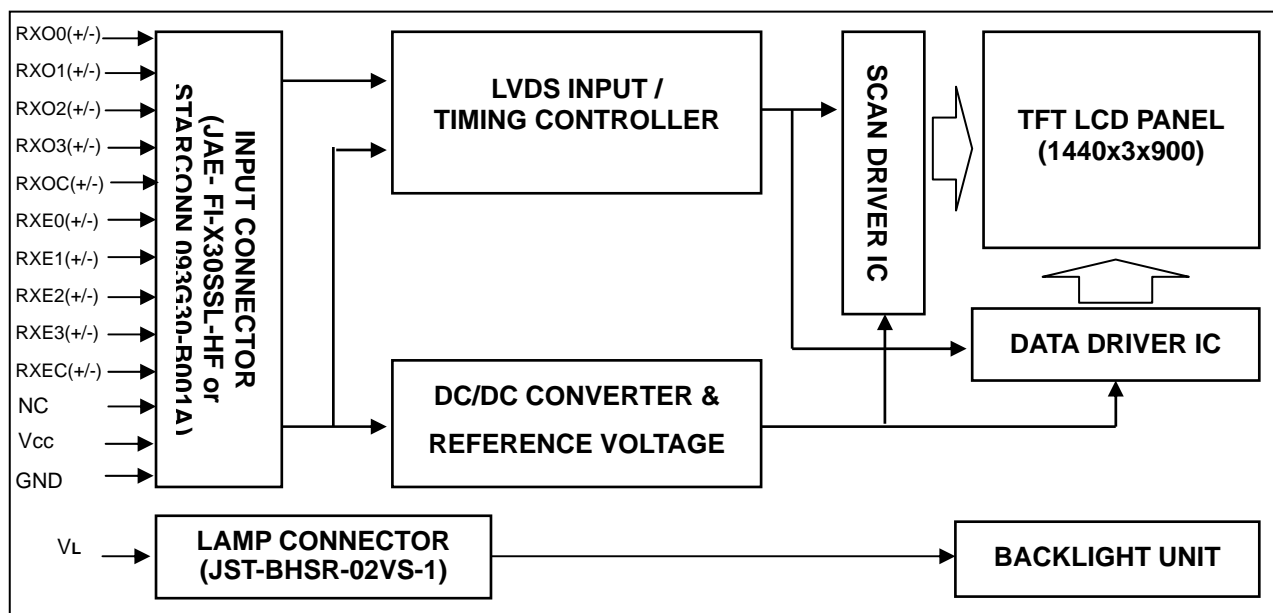 RXO0(+/-)
RXO1(+/-)
RXO2(+/-)
RXO3(+/-)
RXOC(+/-)
RXE0(+/-)
RXE1(+/-)
RXE2(+/-)
RXE3(+/-)
RXEC(+/-)
NC
Vcc
GND
VL
INPUT CONNECTOR
(JAE- FI-X30SSL-HF or
STARCONN 093G30-B001A)
LVDS INPUT /
TIMING CONTROLLER
DC/DC CONVERTER &
REFERENCE VOLTAGE
SCAN DRIVER IC
TFT LCD PANEL
(1440x3x900)
DATA DRIVER IC
LAMP CONNECTOR
(JST-BHSR-02VS-1)
BACKLIGHT UNIT